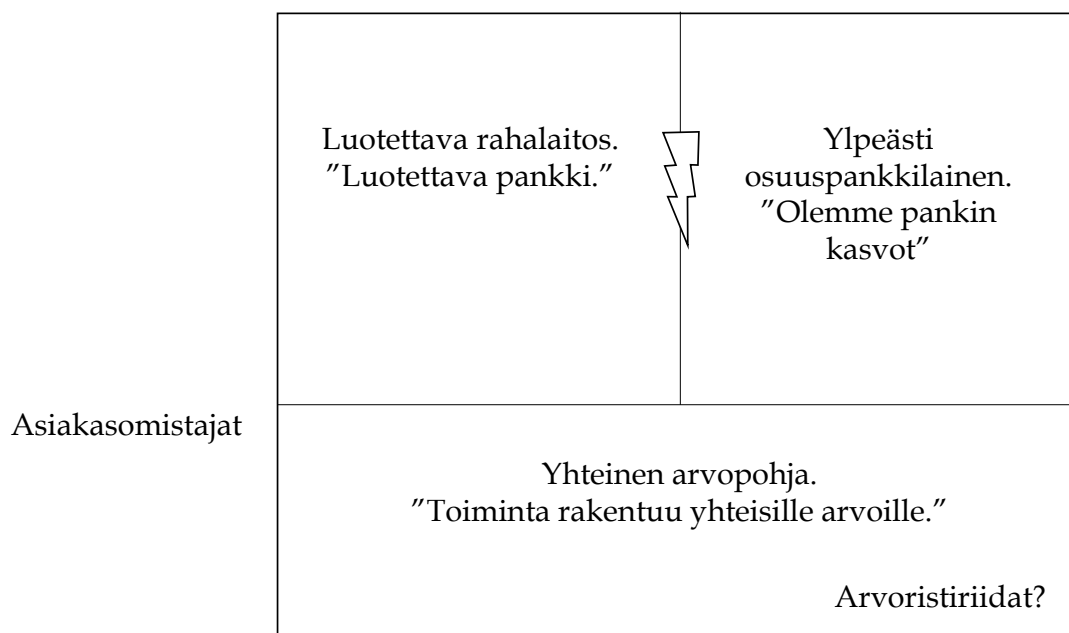 Luotettava rahalaitos.
”Luotettava pankki.”
Ylpeästi
osuuspankkilainen.
”Olemme pankin
kasvot”
Asiakasomistajat
Yhteinen arvopohja.
”Toiminta rakentuu yhteisille arvoille.”
Arvoristiriidat?